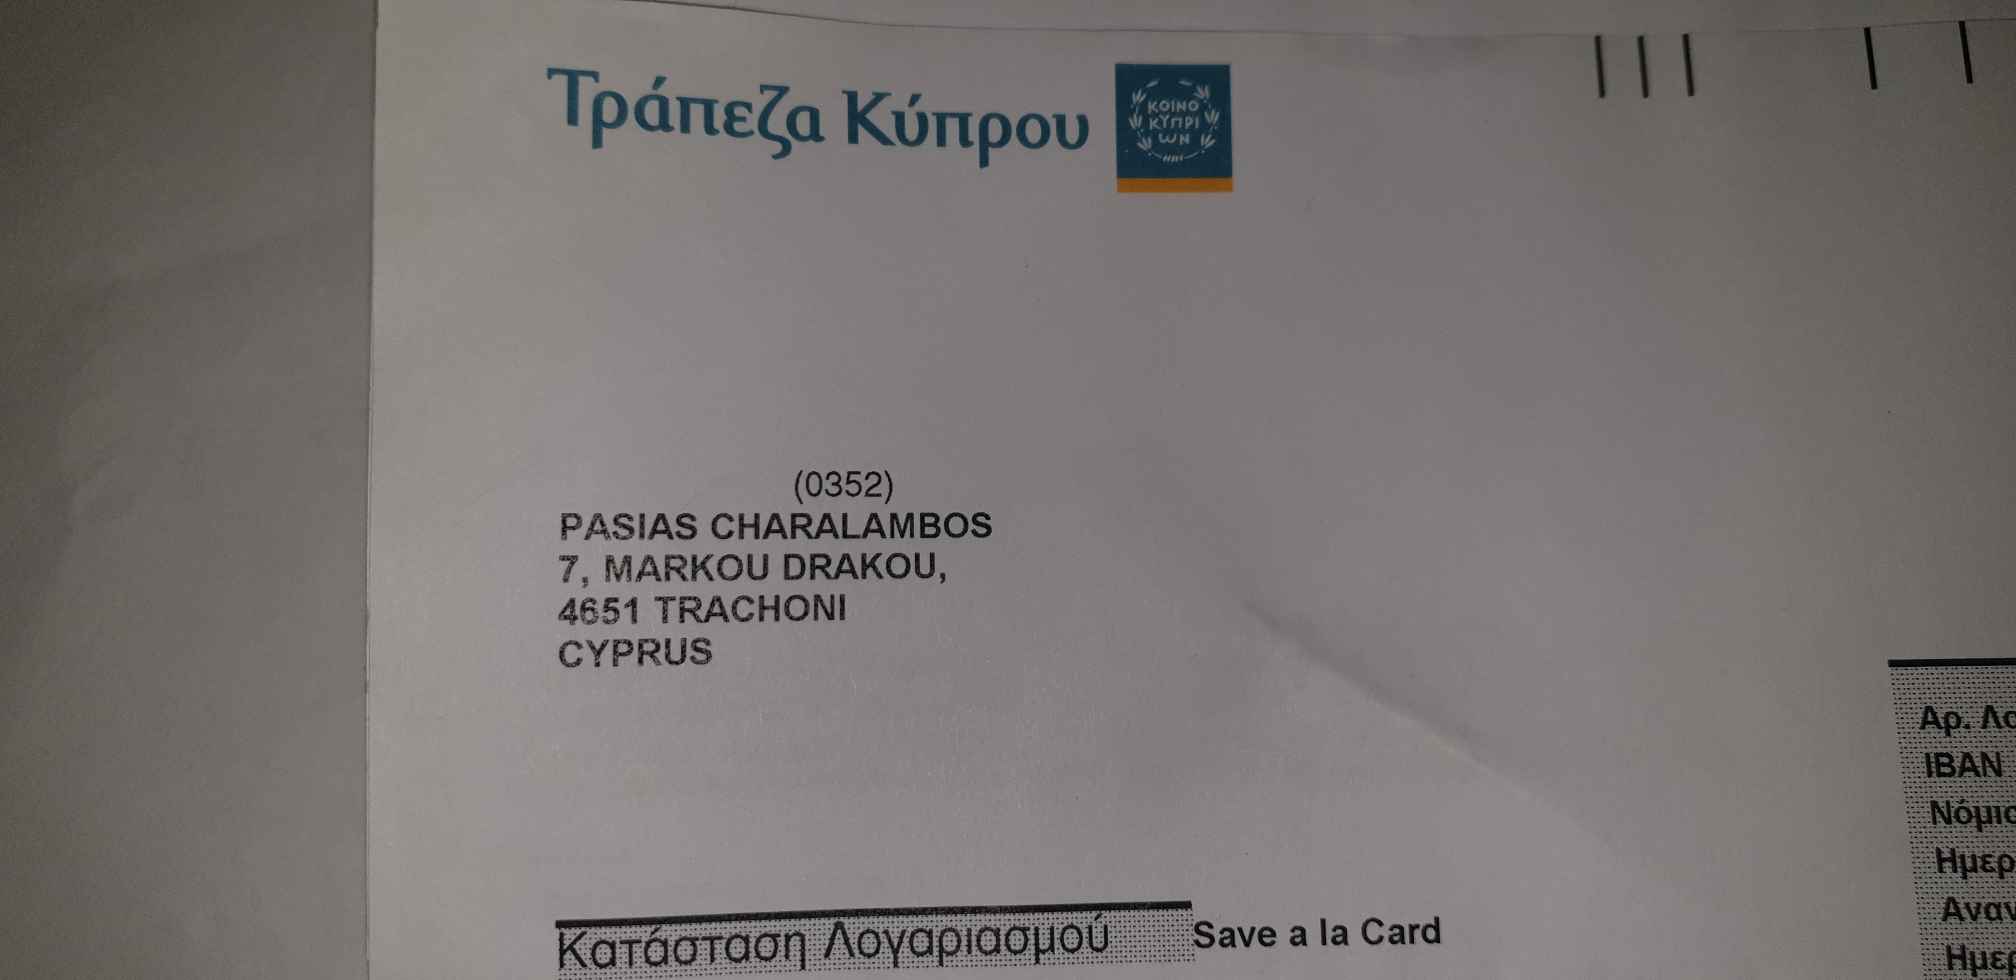 Τράπεζα Κύπρου
ΚΟΙΝΟ
ΚΥΠΡΙ
ΩΝ
(0352)
PASIAS CHARALAMBOS
7, MARKOU DRAKOU,
4651 TRACHONI
CYPRUS
Αρ.
IBAN
Κατάσταση Λογαριασμού Save a la Card